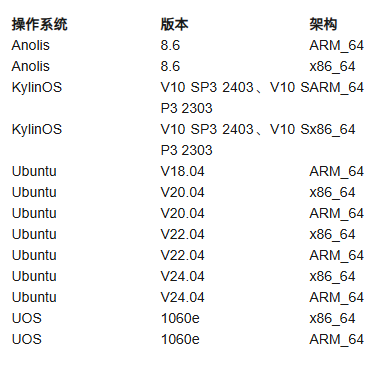 操作系统 版本 架构
Anolis 8.6 ARM_64
Anolis 8.6 x86_64
KylinOS V10 SP3 2403、V10 S ARM_64
P3 2303
KylinOS V10 SP3 2403、V10 S x86_64
P3 2303
Ubuntu V18.04 ARM_64
Ubuntu V20.04 x86_64
Ubuntu V20.04 ARM_64
Ubuntu V22.04 x86_64
Ubuntu V22.04 ARM_64
Ubuntu V24.04 x86_64
Ubuntu V24.04 ARM_64
UOS 1060e x86_64
UOS 1060e ARM_64